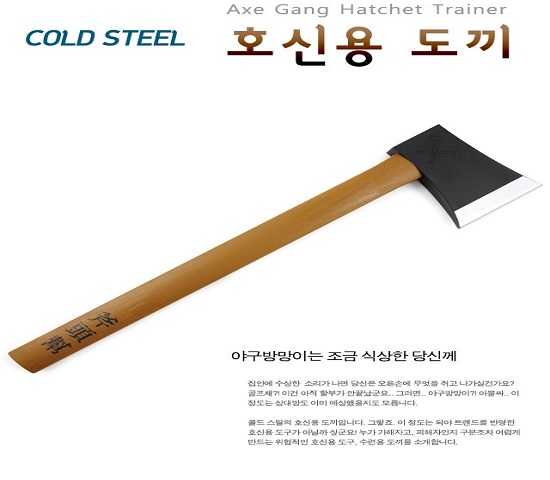 Axe Gang Hatchet Trainer
COLD STEEL
호신용 도끼
斧頭幫
야구방망이는 조금 식상한 당신께
집안에 수상한 소리가 나면 당신은 오른손에 무엇을 쥐고 나가실건가요?
골프채?! 이건 아직 할부가 안끝났군요.. 그러면.. 야구방망이?! 아뿔싸.. 이
정도는 상대방도 이미 예상했을지도 모릅니다.
콜드 스틸의 호신용 도끼입니다. 그렇죠. 이 정도는 되야 트렌드를 반영한
호신용 도구가 아닐까 싶군요! 누가 가해자고, 피해자인지 구분조차 어렵게
만드는 위협적인 호신용 도구, 수련용 도끼를 소개합니다.